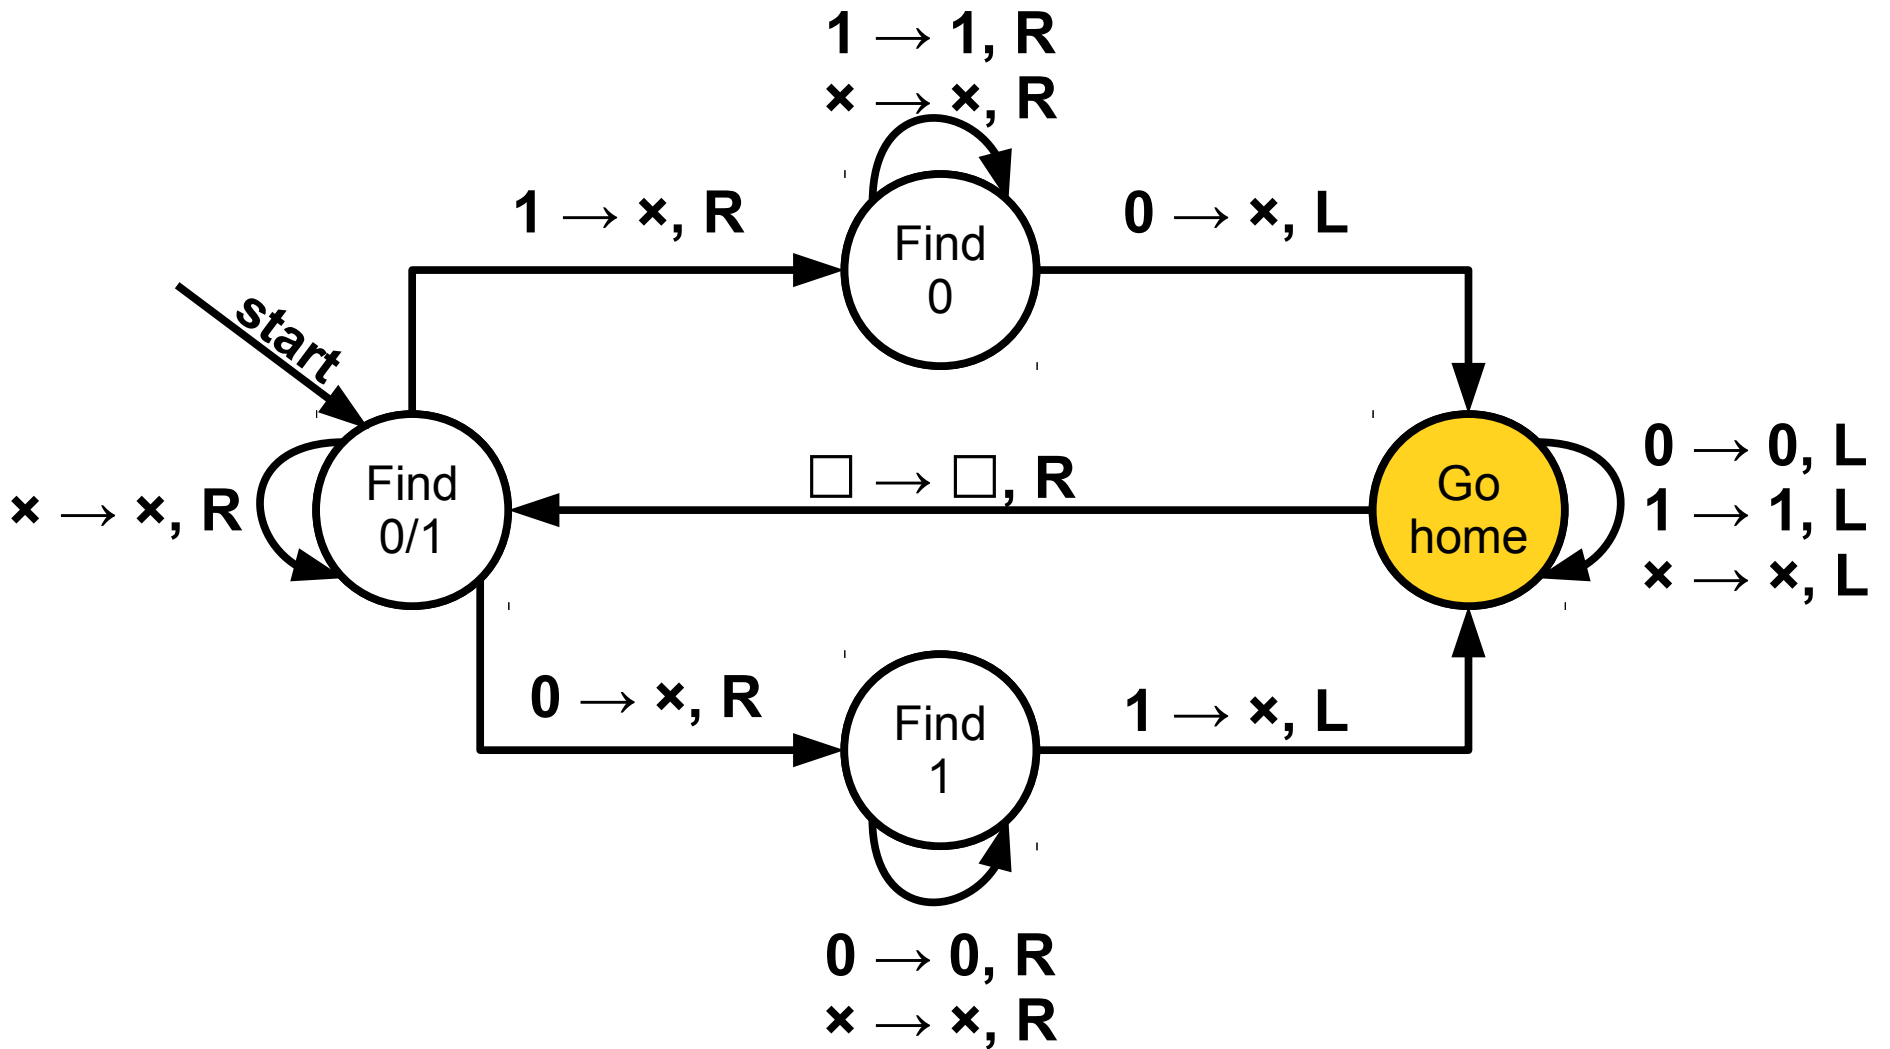 1 → 1, R
× → ×, R
1 → ×, R
Find
0
0 → ×, L
start
Find
0/1
× → ×, R
□ → □, R
Go
home
0 → 0, L
1 → 1, L
× → ×, L
0 → ×, R
Find
1
1 → ×, L
0 → 0, R
× → ×, R